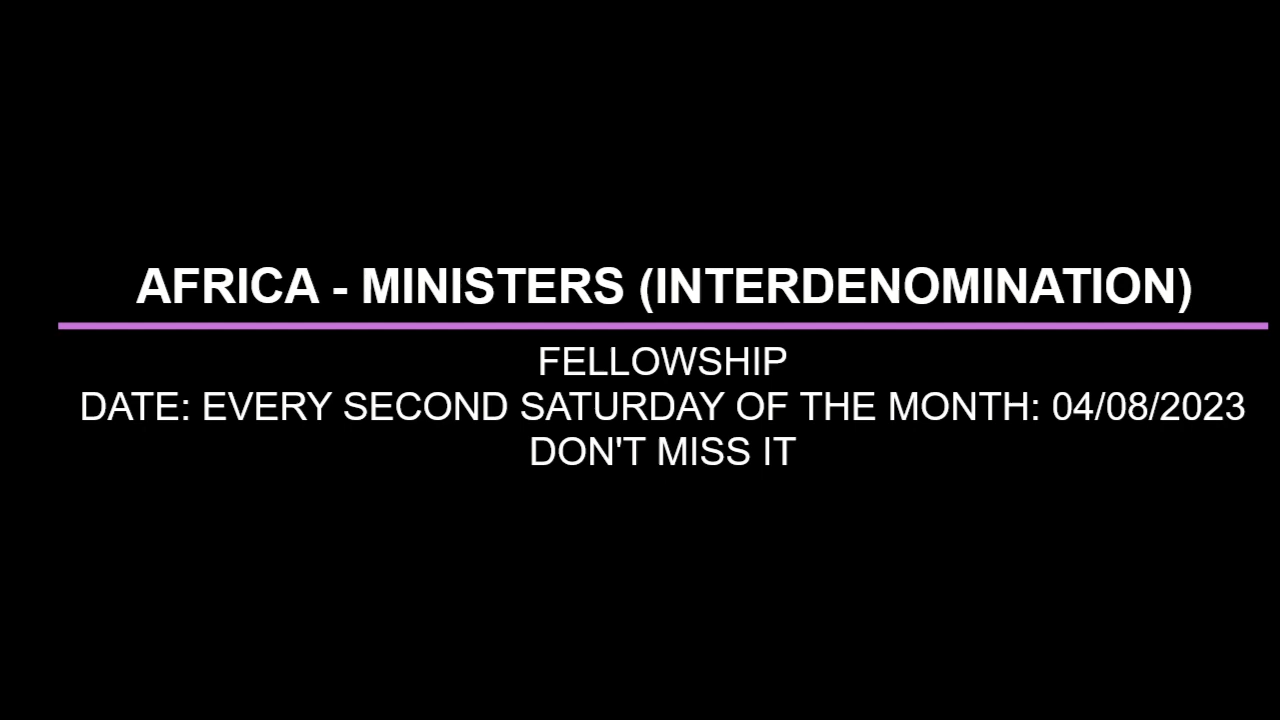 AFRICA - MINISTERS (INTERDENOMINATION)
FELLOWSHIP
DATE: EVERY SECOND SATURDAY OF THE MONTH: 04/08/2023
DON'T MISS IT